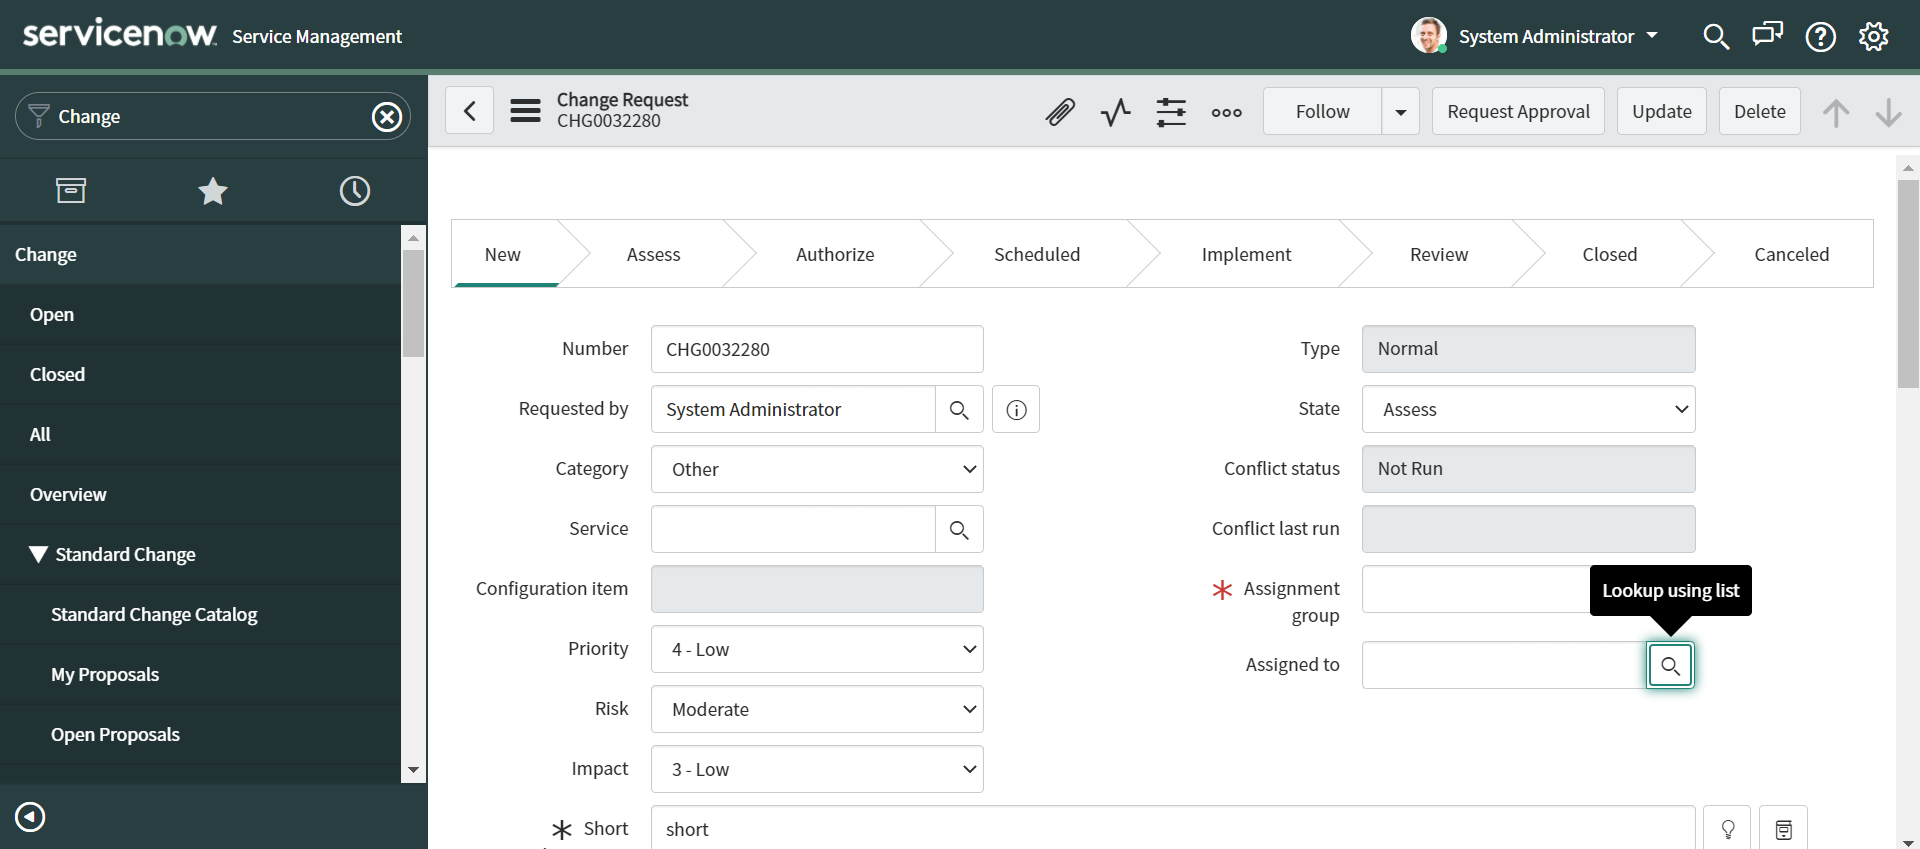 servicenow Service Management
System Administrator
Change
Change
Open
Closed
All
Overview
Standard Change
Standard Change Catalog
My Proposals
Open Proposals
Change Request
CHG0032280
Follow
Request Approval
Update
Delete
New
Assess
Authorize
Scheduled
Implement
Review
Closed
Canceled
Number CHG0032280
Requested by System Administrator
Category Other
Service
Configuration item
Priority 4 - Low
Risk Moderate
Impact 3 - Low
Short short
Type Normal
State Assess
Conflict status Not Run
Conflict last run
Assignment
group
Lookup using list
Assigned to